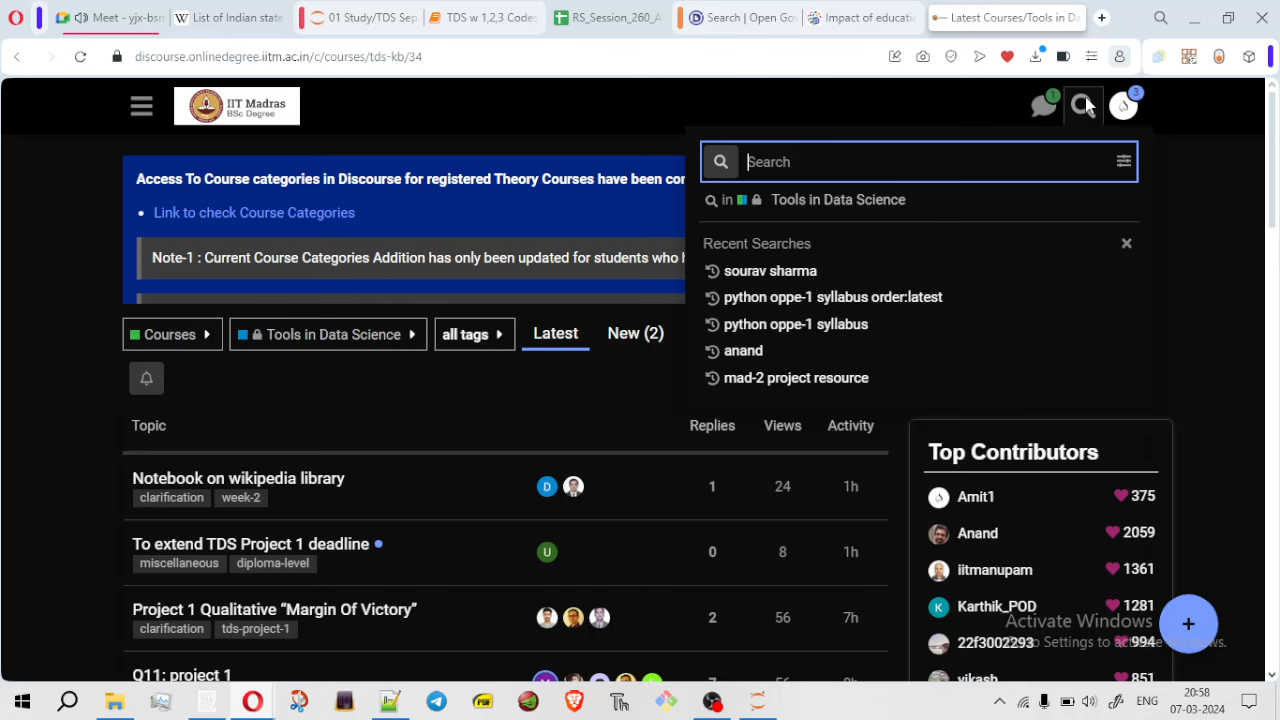 Meet - yjx-bsrn
List of Indian state
01 Study/TDS Sep
TDS w 1,2,3 Codes
RS_Session_260_A
Search | Open Gov
Impact of educati
Latest Courses/Tools in Da
discourse.onlinedegree.iitm.ac.in/c/courses/tds-kb/34
IIT Madras
BSc Degree
1
3
Search
in Tools in Data Science
Recent Searches
sourav sharma
python oppe-1 syllabus order:latest
python oppe-1 syllabus
anand
mad-2 project resource
Access To Course categories in Discourse for registered Theory Courses have been con
Link to check Course Categories
Note-1 : Current Course Categories Addition has only been updated for students who h
Courses
Tools in Data Science
all tags
Latest
New (2)
Topic Replies Views Activity
Notebook on wikipedia library D 1 24 1h
clarification week-2
To extend TDS Project 1 deadline U 0 8 1h
miscellaneous diploma-level
Project 1 Qualitative “Margin Of Victory” 2 56 7h
clarification tds-project-1
Q11: project 1
Top Contributors
Amit1 375
Anand 2059
iitmanupam 1361
K Karthik_POD 1281
22f3002293 994
vikash 851
Activate Windows
Go to Settings to activate Windows.
ENG
20:58
07-03-2024